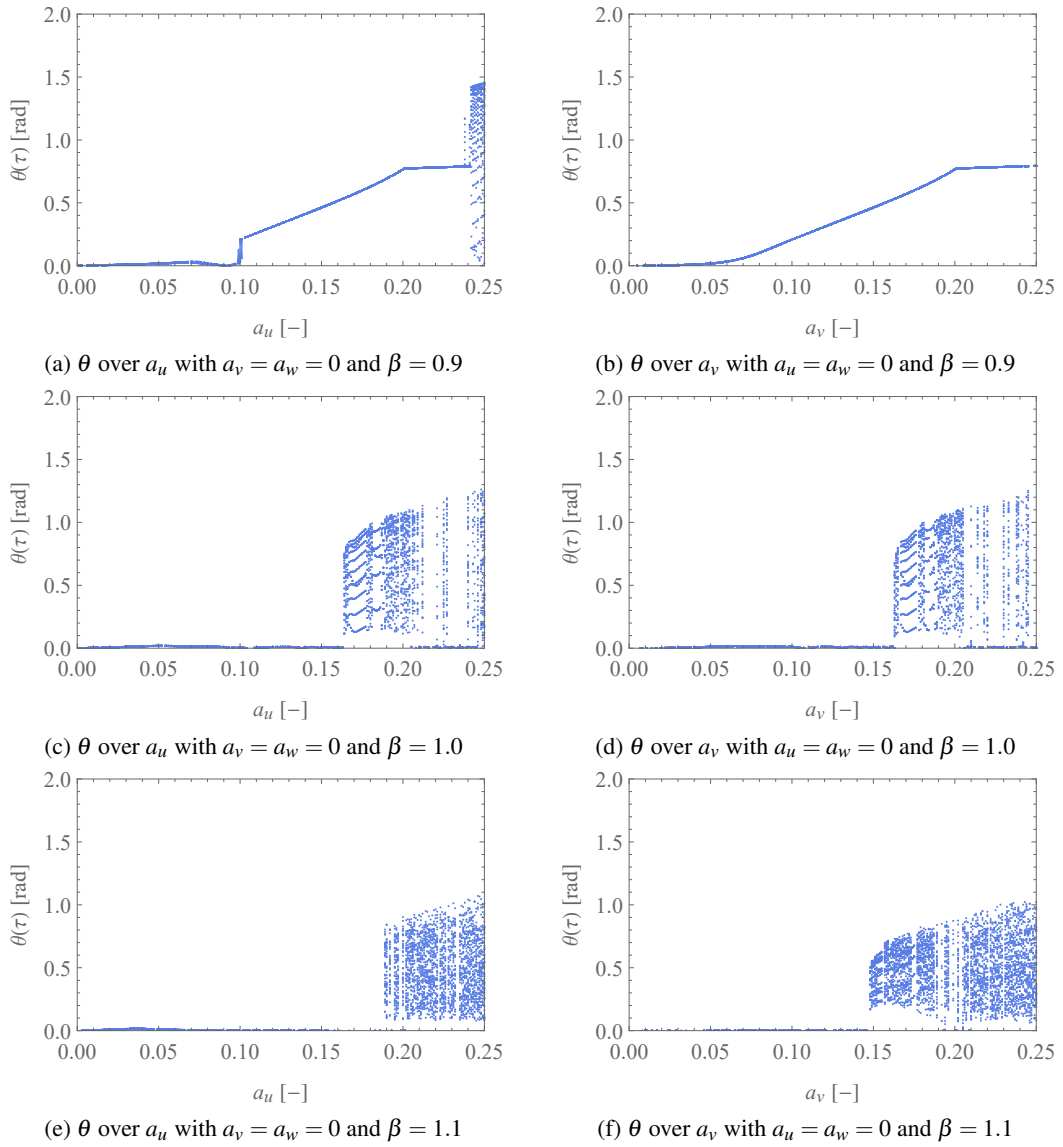 2.0 2.0
1.5 1.5
1.0 1.0
0.5 0.5
0.0 0.0
θ(τ) [rad] θ(τ) [rad]
0.00 0.05 0.10 0.15 0.20 0.25 0.00 0.05 0.10 0.15 0.20 0.25
a_u [−] a_v [−]
(a) θ over a_u with a_v = a_w = 0 and β = 0.9 (b) θ over a_v with a_u = a_w = 0 and β = 0.9
2.0 2.0
1.5 1.5
1.0 1.0
0.5 0.5
0.0 0.0
θ(τ) [rad] θ(τ) [rad]
0.00 0.05 0.10 0.15 0.20 0.25 0.00 0.05 0.10 0.15 0.20 0.25
a_u [−] a_v [−]
(c) θ over a_u with a_v = a_w = 0 and β = 1.0 (d) θ over a_v with a_u = a_w = 0 and β = 1.0
2.0 2.0
1.5 1.5
1.0 1.0
0.5 0.5
0.0 0.0
θ(τ) [rad] θ(τ) [rad]
0.00 0.05 0.10 0.15 0.20 0.25 0.00 0.05 0.10 0.15 0.20 0.25
a_u [−] a_v [−]
(e) θ over a_u with a_v = a_w = 0 and β = 1.1 (f) θ over a_v with a_u = a_w = 0 and β = 1.1